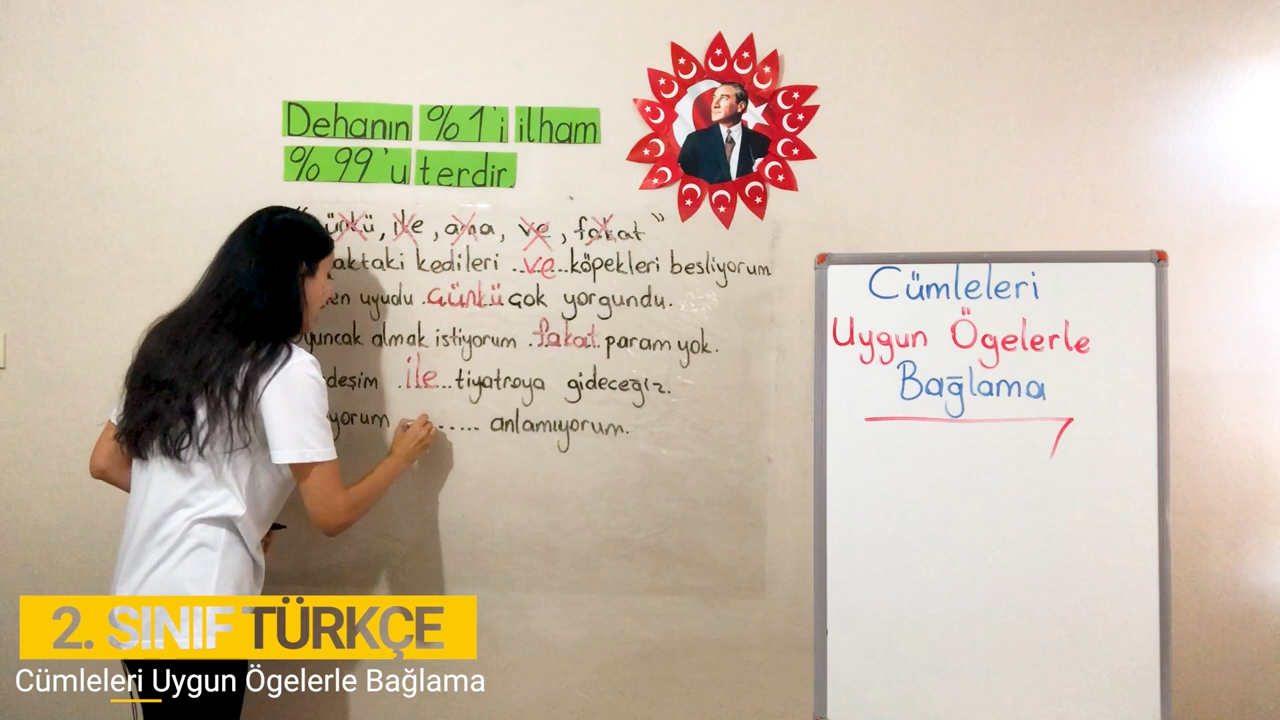 Dehanın %1'i ilham
%99'u terdir.
ünkü, ile, ama, ve, fakat"
aktaki kedileri ..ve..köpekleri besliyorum
en uyudu .çünkü çok yorgundu.
yuncak almak istiyorum .fakat. param yok.
deşim .ile...tiyatroya gideceğiz.
yorum ..... anlamıyorum.
Cümleleri
Uygun Ögelerle
Bağlama
2. SINIF TÜRKÇE
Cümleleri Uygun Ögelerle Bağlama